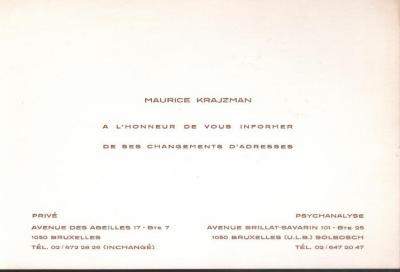 MAURICE KRAJZMAN
A L'HONNEUR DE VOUS INFORMER
DE SES CHANGEMENTS D'ADRESSES
PRIVÉ
AVENUE DES ABEILLES 17 - Bte 7
1050 BRUXELLES
TÉL. 02/672 28 26 (INCHANGÉ)
PSYCHANALYSE
AVENUE BRILLAT-SAVARIN 101 - Bte 25
1050 BRUXELLES (U.L.B.) SOLBOSCH
TÉL. 02/647 20 47